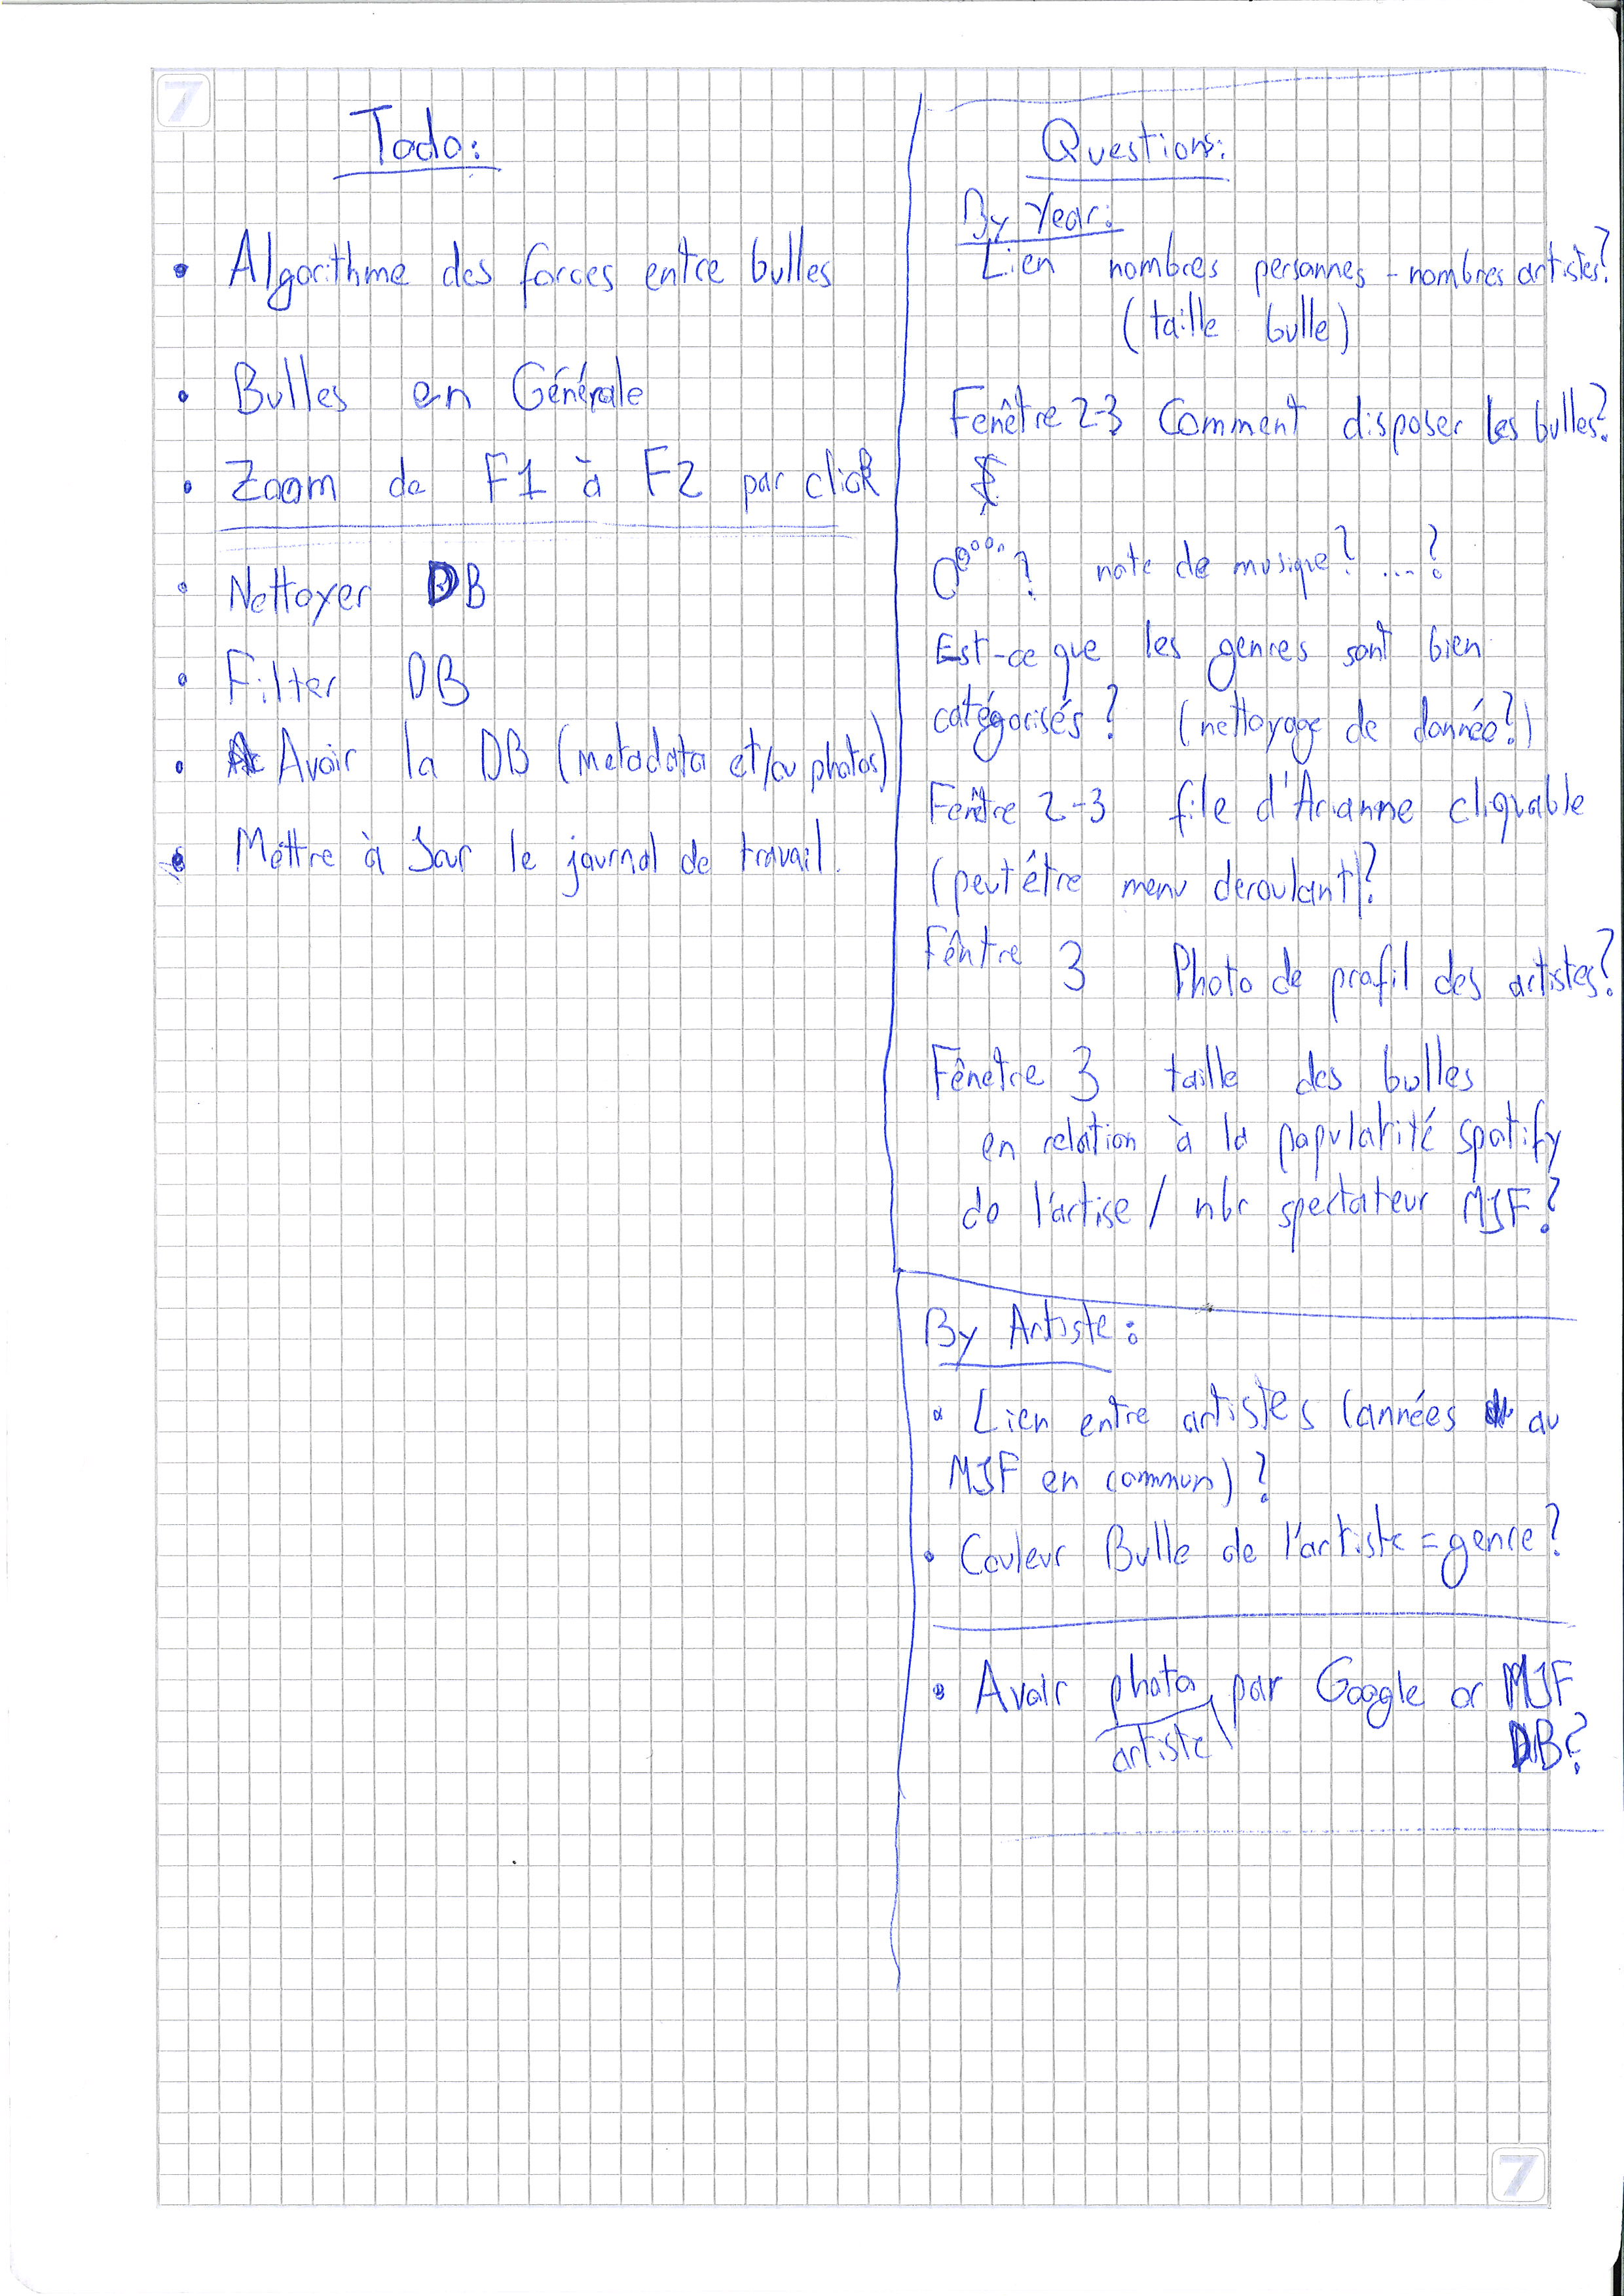 7
Todo:
• Algorithme des forces entre bulles
• Bulles en Générale
• Zoom de F1 à F2 par click
• Nettoyer DB
• Filter DB
• Avoir la DB (metadata et/ou photos)
• Mettre à Jour le journal de travail.
Questions:
By Year:
Lien nombres personnes - nombres artistes?
(taille bulle)
Fenêtre 2-3 Comment disposer les bulles?
? note de musique? ...?
Est-ce que les genres sont bien
catégorisés? (nettoyage de donnée?)
Fenêtre 2-3 file d'Arianne cliquable
(peut être menu deroulant)?
Fêntre 3 Photo de profil des artistes?
Fênetre 3 taille des bulles
en relation à la popularité spotify
de l'artise / nbr spectateur MJF?
By Artiste:
• Lien entre artistes (années au
MJF en commun)?
• Couleur Bulle de l'artiste = genre?
• Avoir photo par Google or MJF
artiste DB?
7